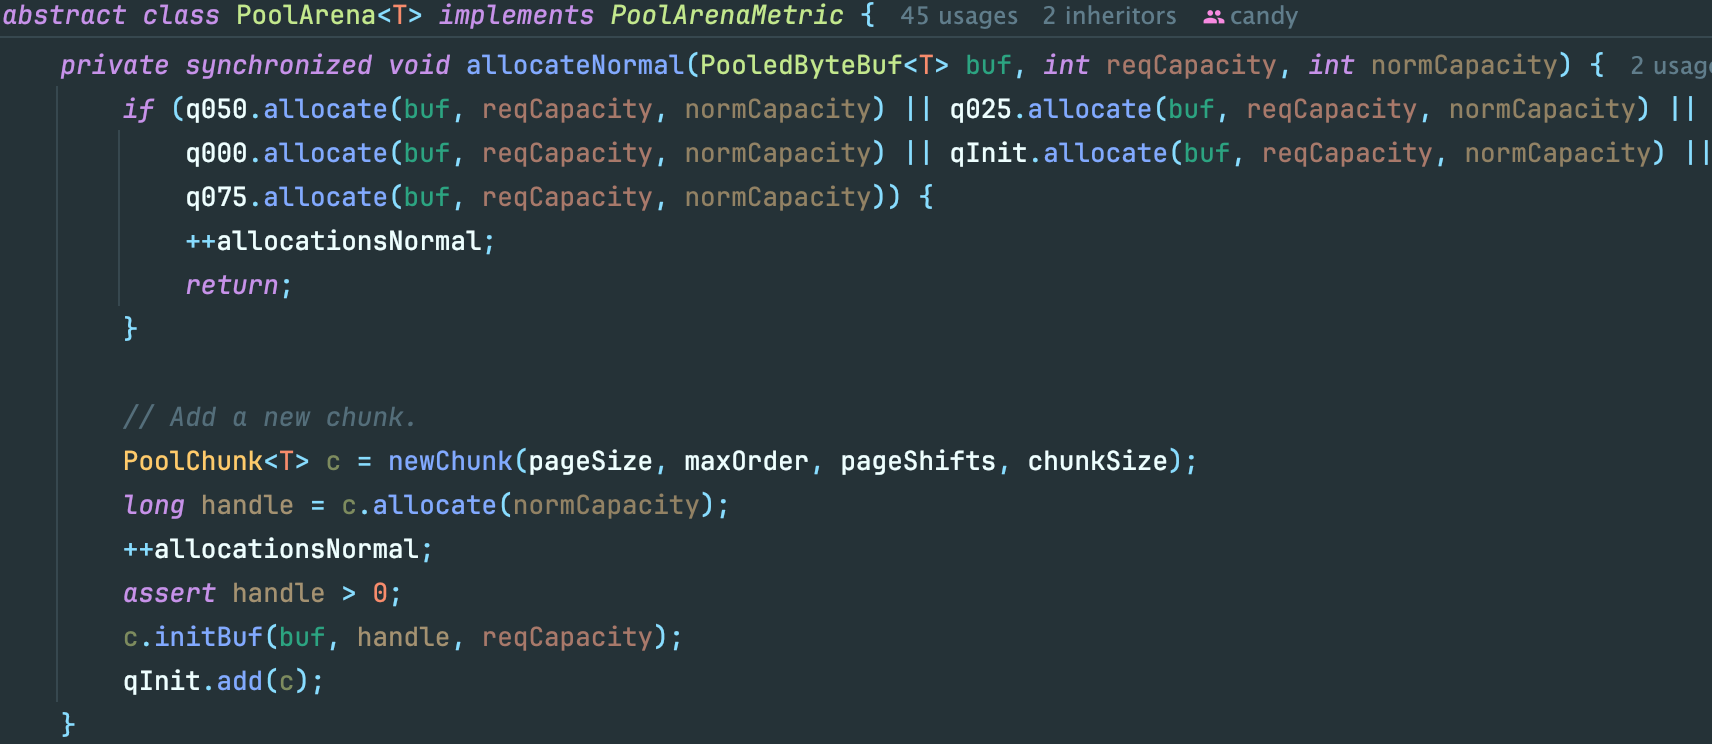 abstract class PoolArena<T> implements PoolArenaMetric { 45 usages 2 inheritors candy
private synchronized void allocateNormal(PooledByteBuf<T> buf, int reqCapacity, int normCapacity) { 2 usag
if (q050.allocate(buf, reqCapacity, normCapacity) || q025.allocate(buf, reqCapacity, normCapacity) ||
q000.allocate(buf, reqCapacity, normCapacity) || qInit.allocate(buf, reqCapacity, normCapacity) ||
q075.allocate(buf, reqCapacity, normCapacity)) {
++allocationsNormal;
return;
}
// Add a new chunk.
PoolChunk<T> c = newChunk(pageSize, maxOrder, pageShifts, chunkSize);
long handle = c.allocate(normCapacity);
++allocationsNormal;
assert handle > 0;
c.initBuf(buf, handle, reqCapacity);
qInit.add(c);
}